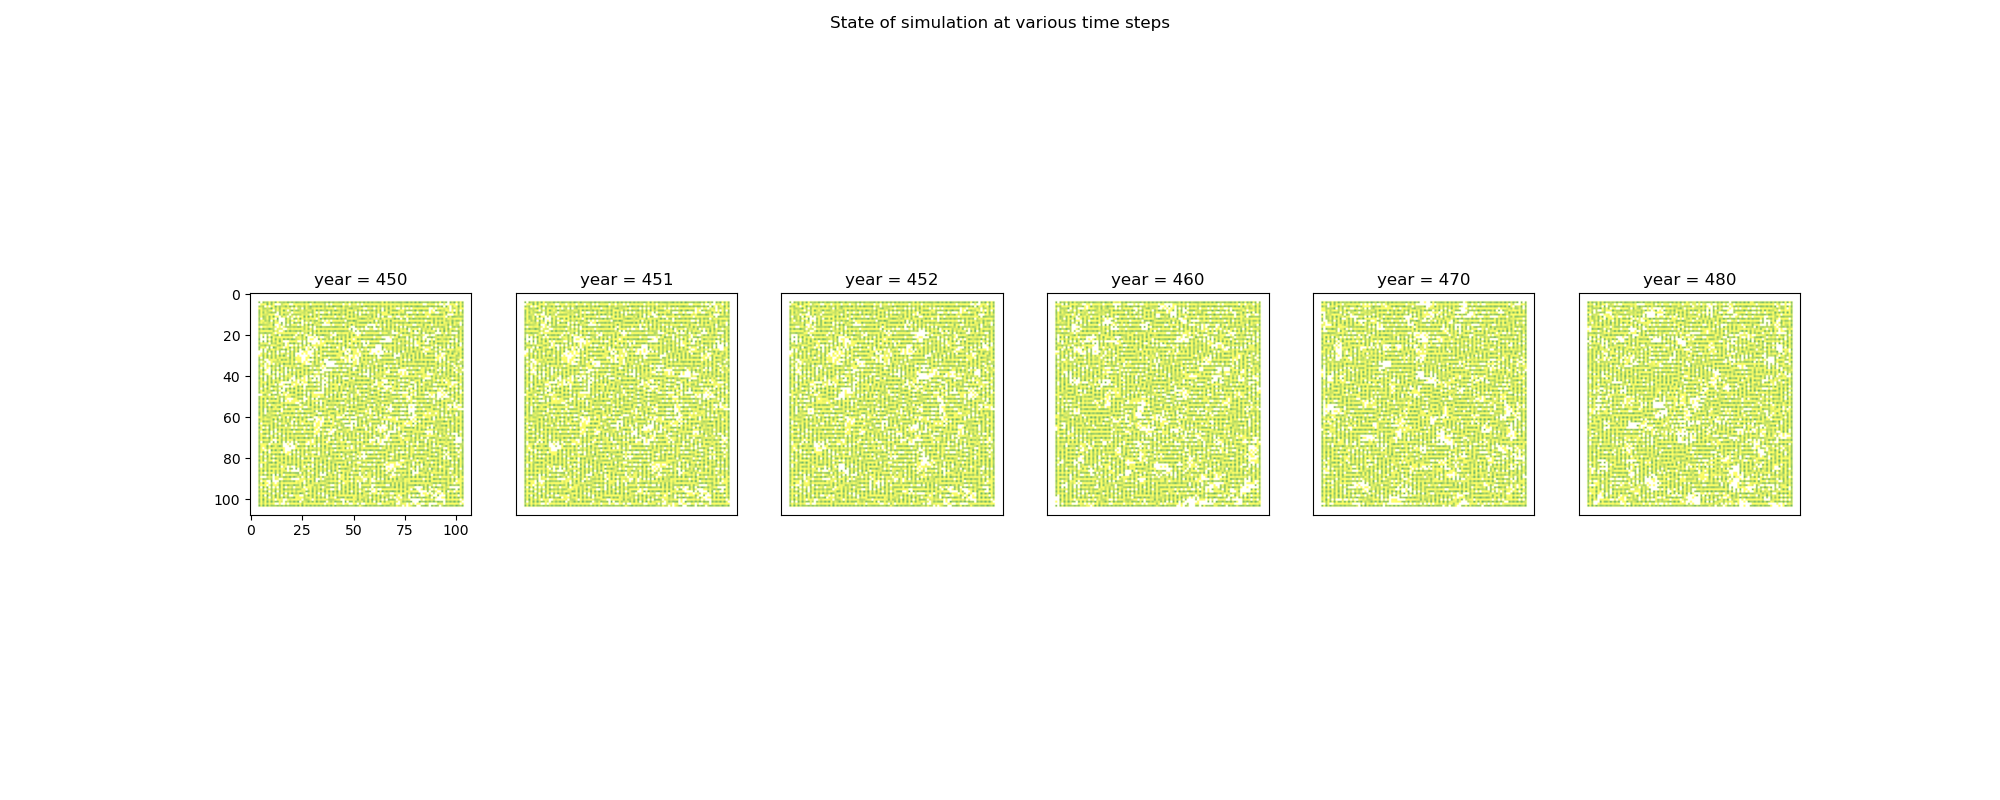 State of simulation at various time steps
year = 450
year = 451
year = 452
year = 460
year = 470
year = 480
0
20
40
60
80
100
0
25
50
75
100